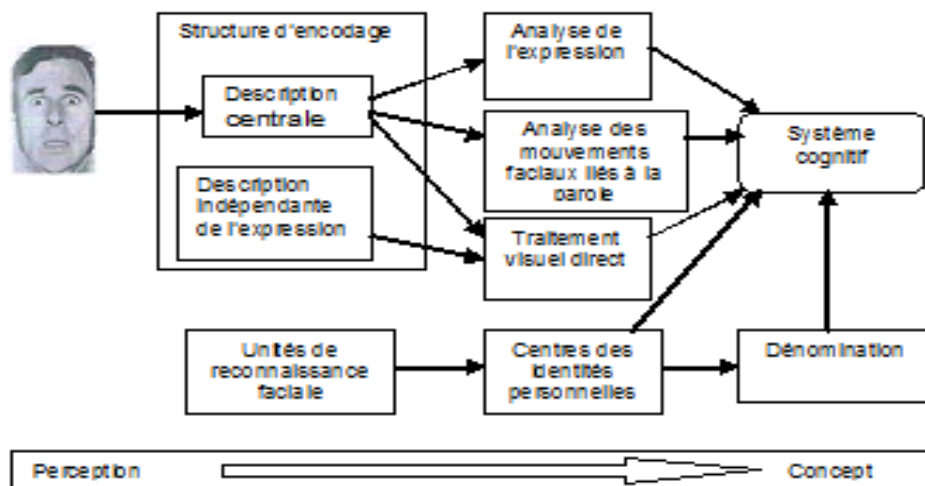 Structure d'encodage
Description
centrale
Description
indépendante
de l'expression
Analyse de
l'expression
Analyse des
mouvements
faciaux liés à la
parole
Traitement
visuel direct
Système
cognitif
Unités de
reconnaissance
faciale
Centres des
identités
personnelles
Dénomination
Perception
Concept